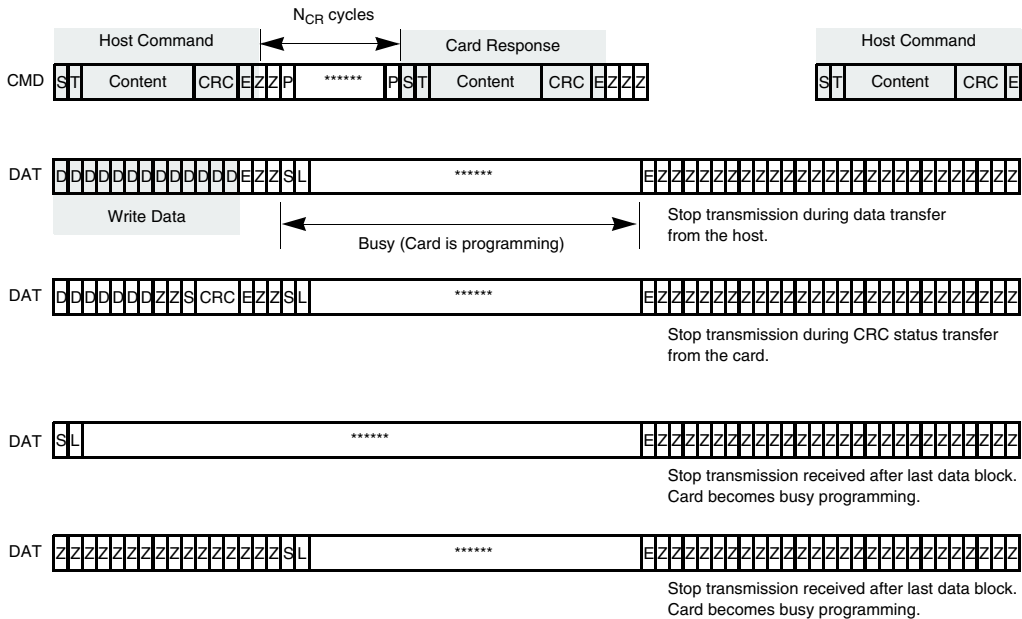 N_CR cycles
Host Command
Card Response
Host Command
CMD S T Content CRC E Z Z P ****** P S T Content CRC E Z Z Z S T Content CRC E
DAT D D D D D D D D D D D D D E Z Z S L ****** E Z Z Z Z Z Z Z Z Z Z Z Z Z Z Z Z Z Z Z Z Z Z Z Z Z Z
Write Data
Busy (Card is programming)
Stop transmission during data transfer
from the host.
DAT D D D D D D D Z Z S CRC E Z Z S L ****** E Z Z Z Z Z Z Z Z Z Z Z Z Z Z Z Z Z Z Z Z Z Z Z Z Z Z
Stop transmission during CRC status transfer
from the card.
DAT S L ****** E Z Z Z Z Z Z Z Z Z Z Z Z Z Z Z Z Z Z Z Z Z Z Z Z Z Z
Stop transmission received after last data block.
Card becomes busy programming.
DAT Z Z Z Z Z Z Z Z Z Z Z Z Z Z Z Z S L ****** E Z Z Z Z Z Z Z Z Z Z Z Z Z Z Z Z Z Z Z Z Z Z Z Z Z Z
Stop transmission received after last data block.
Card becomes busy programming.